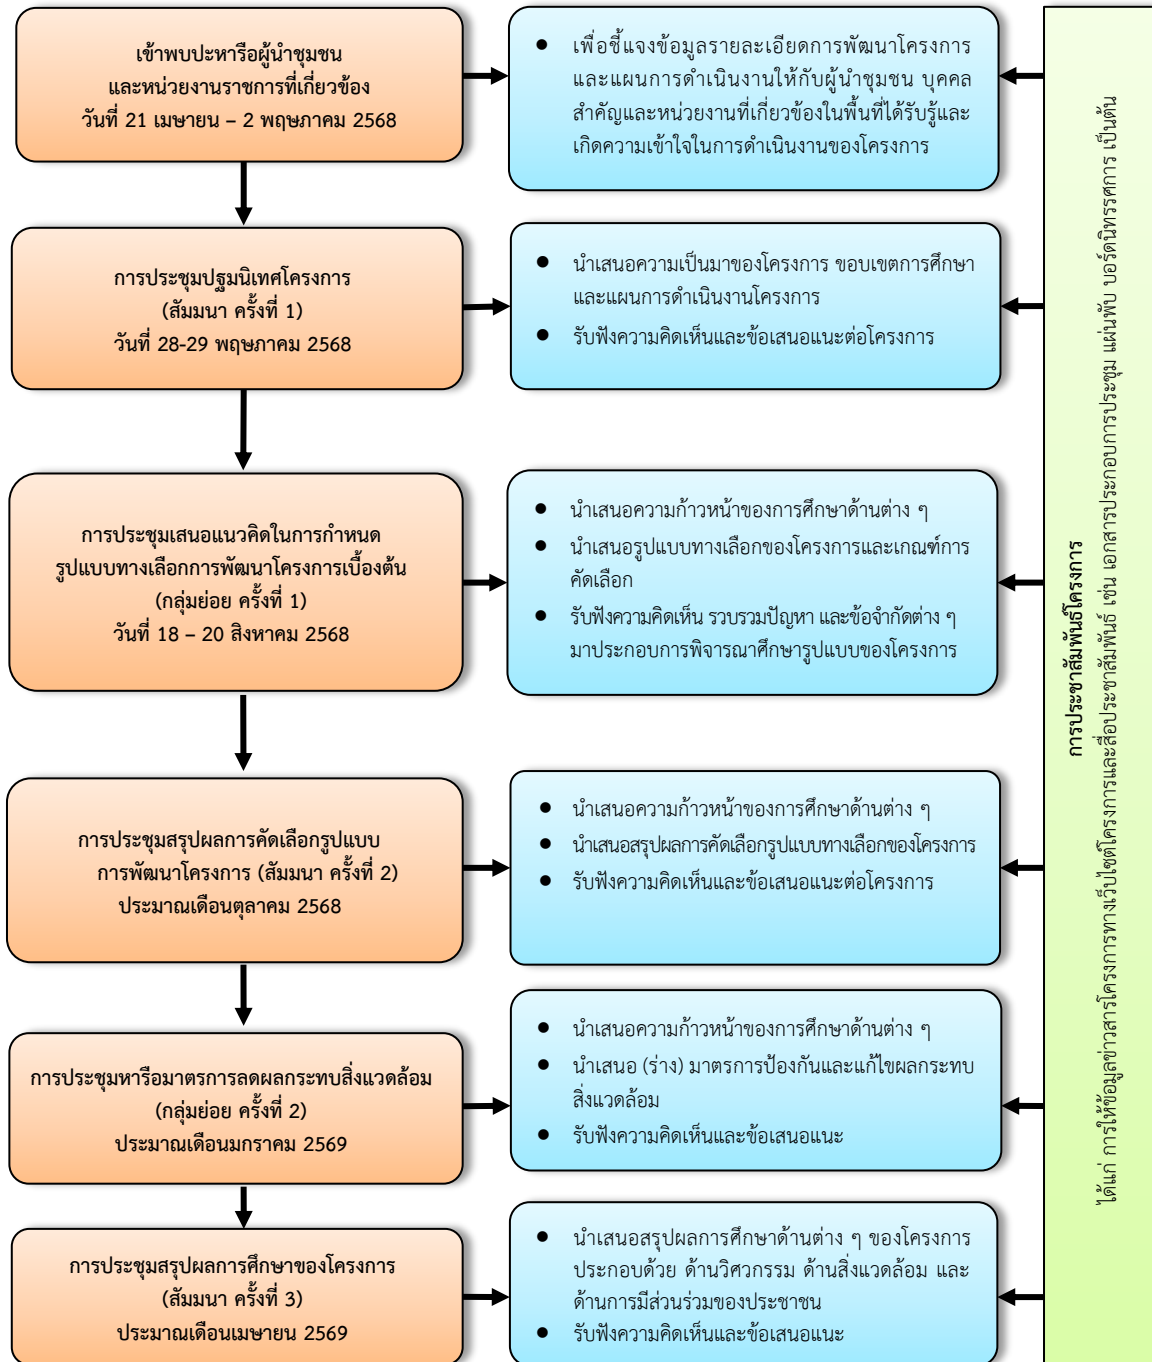 เข้าพบปะหารือผู้นำชุมชน
และหน่วยงานราชการที่เกี่ยวข้อง
วันที่ 21 เมษายน – 2 พฤษภาคม 2568
● เพื่อชี้แจงข้อมูลรายละเอียดการพัฒนาโครงการ
และแผนการดำเนินงานให้กับผู้นำชุมชน บุคคล
สำคัญและหน่วยงานที่เกี่ยวข้องในพื้นที่ได้รับรู้และ
เกิดความเข้าใจในการดำเนินงานของโครงการ
การประชุมปฐมนิเทศโครงการ
(สัมมนา ครั้งที่ 1)
วันที่ 28-29 พฤษภาคม 2568
● นำเสนอความเป็นมาของโครงการ ขอบเขตการศึกษา
และแผนการดำเนินงานโครงการ
● รับฟังความคิดเห็นและข้อเสนอแนะต่อโครงการ
การประชุมเสนอแนวคิดในการกำหนด
รูปแบบทางเลือกการพัฒนาโครงการเบื้องต้น
(กลุ่มย่อย ครั้งที่ 1)
วันที่ 18 – 20 สิงหาคม 2568
● นำเสนอความก้าวหน้าของการศึกษาด้านต่าง ๆ
● นำเสนอรูปแบบทางเลือกของโครงการและเกณฑ์การ
คัดเลือก
● รับฟังความคิดเห็น รวบรวมปัญหา และข้อจำกัดต่าง ๆ
มาประกอบการพิจารณาศึกษารูปแบบของโครงการ
การประชุมสรุปผลการคัดเลือกรูปแบบ
การพัฒนาโครงการ (สัมมนา ครั้งที่ 2)
ประมาณเดือนตุลาคม 2568
● นำเสนอความก้าวหน้าของการศึกษาด้านต่าง ๆ
● นำเสนอสรุปผลการคัดเลือกรูปแบบทางเลือกของโครงการ
● รับฟังความคิดเห็นและข้อเสนอแนะต่อโครงการ
การประชุมหารือมาตรการลดผลกระทบสิ่งแวดล้อม
(กลุ่มย่อย ครั้งที่ 2)
ประมาณเดือนมกราคม 2569
● นำเสนอความก้าวหน้าของการศึกษาด้านต่าง ๆ
● นำเสนอ (ร่าง) มาตรการป้องกันและแก้ไขผลกระทบ
สิ่งแวดล้อม
● รับฟังความคิดเห็นและข้อเสนอแนะ
การประชุมสรุปผลการศึกษาของโครงการ
(สัมมนา ครั้งที่ 3)
ประมาณเดือนเมษายน 2569
● นำเสนอสรุปผลการศึกษาด้านต่าง ๆ ของโครงการ
ประกอบด้วย ด้านวิศวกรรม ด้านสิ่งแวดล้อม และ
ด้านการมีส่วนร่วมของประชาชน
● รับฟังความคิดเห็นและข้อเสนอแนะ
การประชาสัมพันธ์โครงการ
ได้แก่ การให้ข้อมูลข่าวสารโครงการทางเว็บไซต์โครงการและสื่อประชาสัมพันธ์ เช่น เอกสารประกอบการประชุม แผ่นพับ บอร์ดนิทรรศการ เป็นต้น